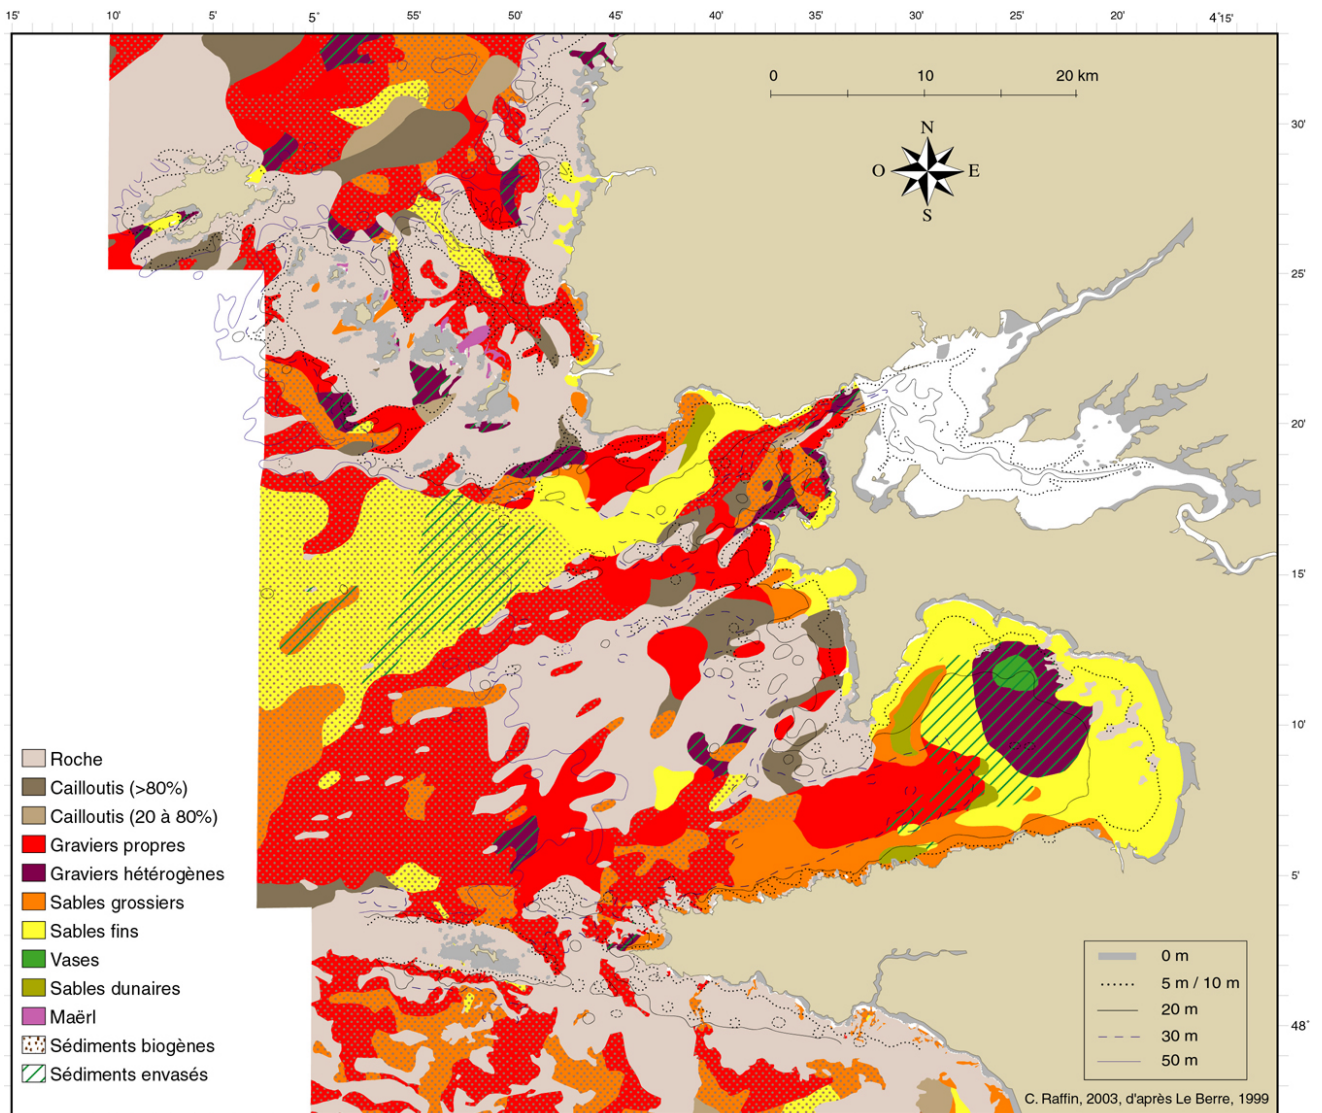 15' 5' 5˚ 55' 50' 45' 40' 35' 30' 25' 20' 4˚15'
0 10 20 km
30'
N
O E
S
25'
20'
15'
10'
Roche
Cailloutis (>80%)
Cailloutis (20 à 80%)
Graviers propres
Graviers hétérogènes
5'
Sables grossiers
Sables fins
Vases
0 m
Sables dunaires
5 m / 10 m
Maërl
20 m
48˚
Sédiments biogènes
30 m
50 m
Sédiments envasés
C. Raffin, 2003, d'après Le Berre, 1999